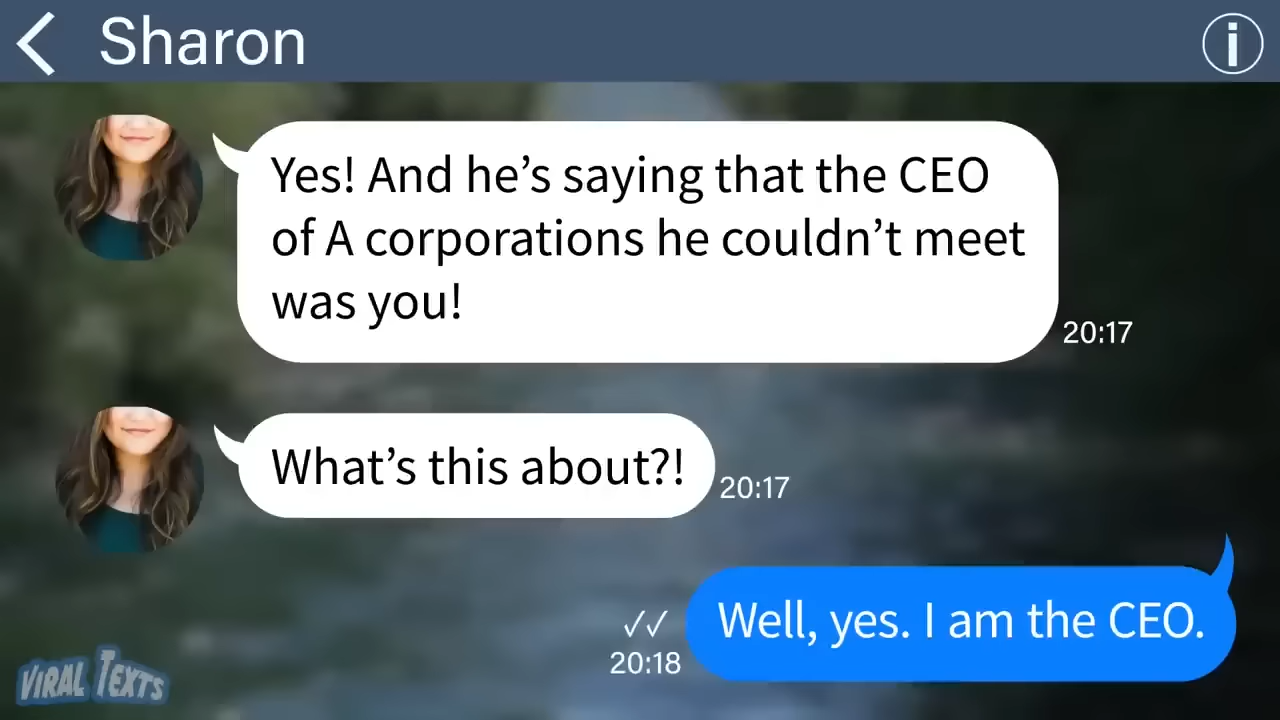 Sharon
Yes! And he's saying that the CEO
of A corporations he couldn't meet
was you!
20:17
What's this about?!
20:17
Well, yes. I am the CEO.
20:18
VIRAL TEXTS